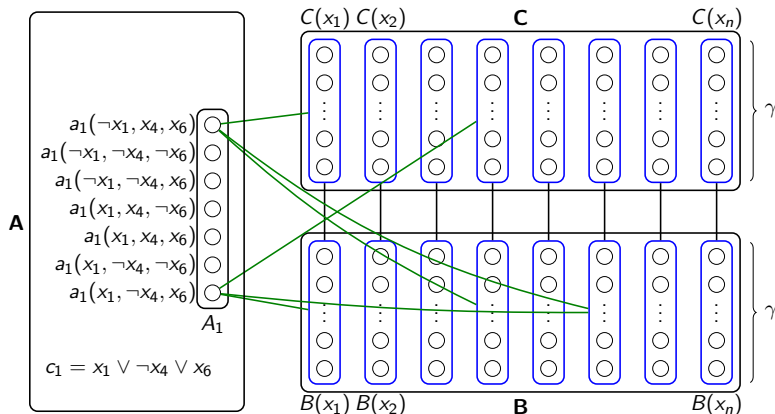 C(x₁) C(x₂) C C(xₙ)
a₁(¬x₁, x₄, x₆)
a₁(¬x₁, ¬x₄, ¬x₆)
a₁(¬x₁, ¬x₄, x₆)
a₁(x₁, x₄, ¬x₆)
a₁(x₁, x₄, x₆)
a₁(x₁, ¬x₄, ¬x₆)
a₁(x₁, ¬x₄, x₆)
A
A₁
c₁ = x₁ ∨ ¬x₄ ∨ x₆
γ
γ
B(x₁) B(x₂) B B(xₙ)